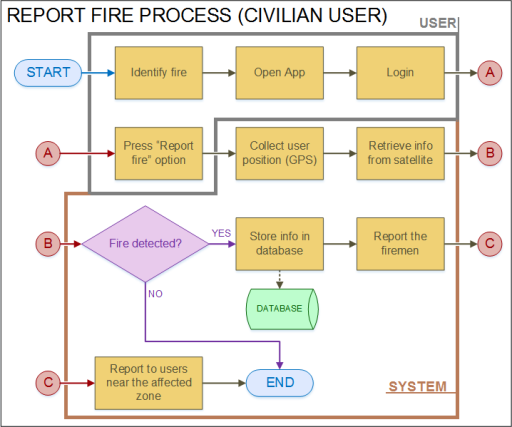 REPORT FIRE PROCESS (CIVILIAN USER)
USER
START
Identify fire
Open App
Login
A
A
Press "Report
fire" option
Collect user
position (GPS)
Retrieve info
from satellite
B
B
Fire detected?
YES
Store info in
database
Report the
firemen
C
NO
DATABASE
C
Report to users
near the affected
zone
END
SYSTEM